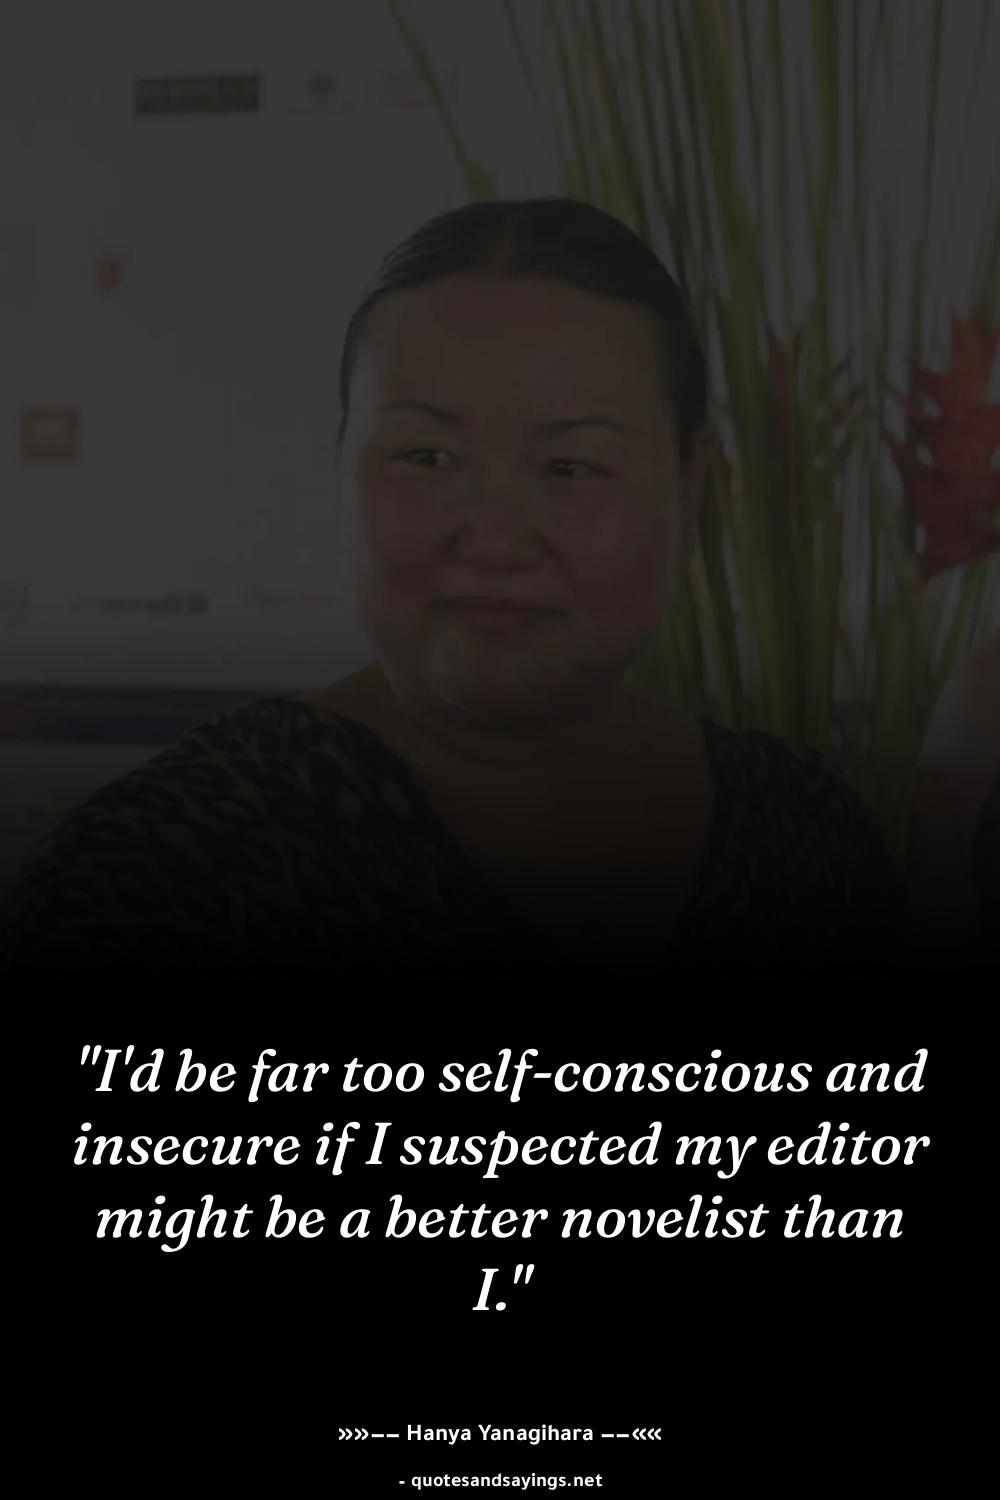 "I'd be far too self-conscious and
insecure if I suspected my editor
might be a better novelist than
I."
»»−− Hanya Yanagihara −−««
- quotesandsayings.net